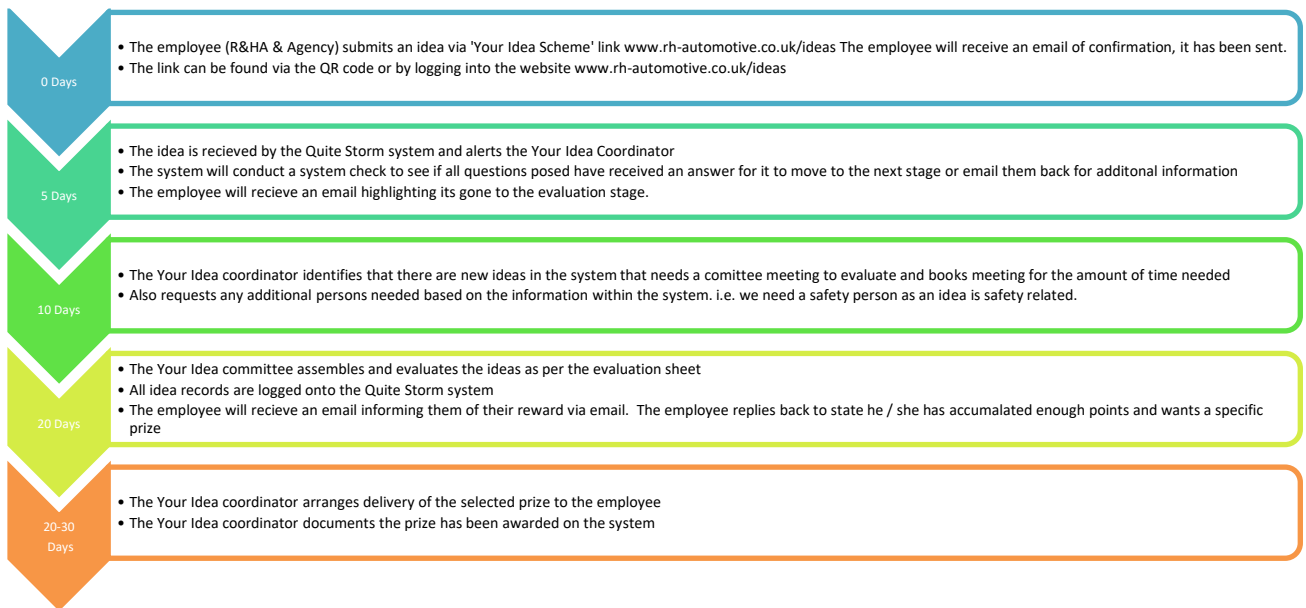 0 Days
• The employee (R&HA & Agency) submits an idea via 'Your Idea Scheme' link www.rh-automotive.co.uk/ideas The employee will receive an email of confirmation, it has been sent.
• The link can be found via the QR code or by logging into the website www.rh-automotive.co.uk/ideas
5 Days
• The idea is recieved by the Quite Storm system and alerts the Your Idea Coordinator
• The system will conduct a system check to see if all questions posed have received an answer for it to move to the next stage or email them back for additonal information
• The employee will recieve an email highlighting its gone to the evaluation stage.
10 Days
• The Your Idea coordinator identifies that there are new ideas in the system that needs a comittee meeting to evaluate and books meeting for the amount of time needed
• Also requests any additional persons needed based on the information within the system. i.e. we need a safety person as an idea is safety related.
20 Days
• The Your Idea committee assembles and evaluates the ideas as per the evaluation sheet
• All idea records are logged onto the Quite Storm system
• The employee will recieve an email informing them of their reward via email.  The employee replies back to state he / she has accumalated enough points and wants a specific
prize
20-30
Days
• The Your Idea coordinator arranges delivery of the selected prize to the employee
• The Your Idea coordinator documents the prize has been awarded on the system